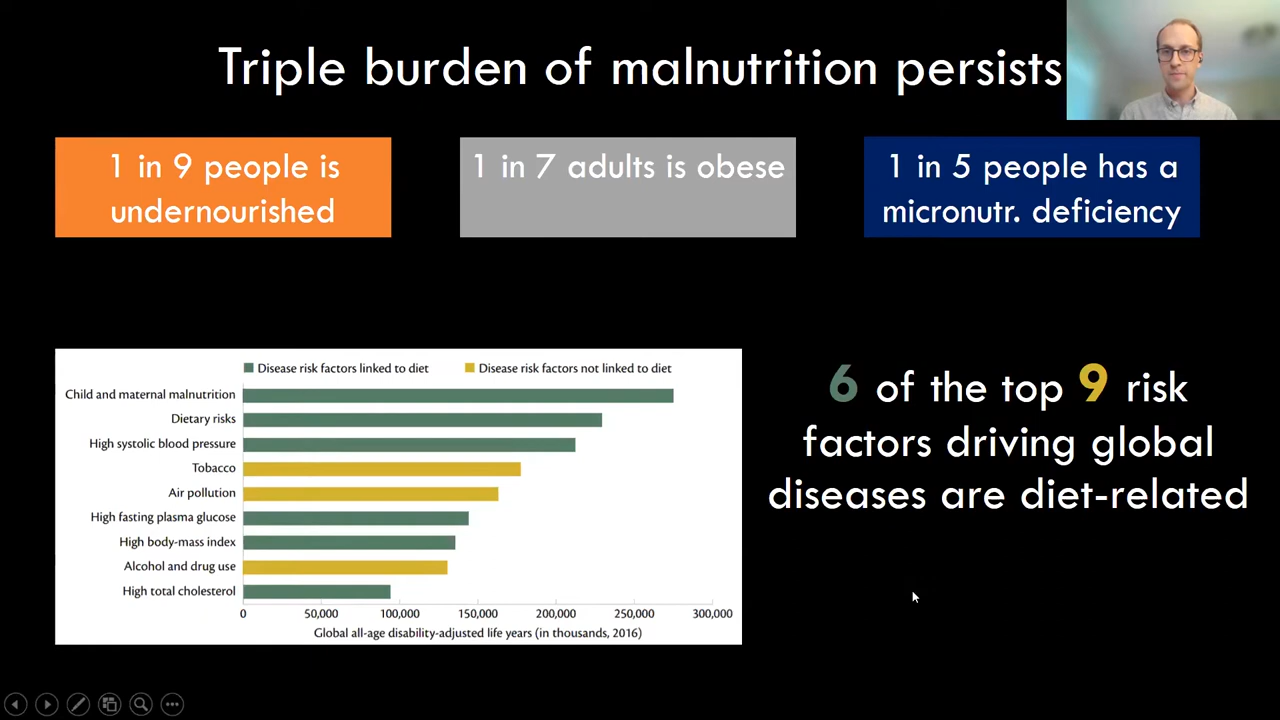 Triple burden of malnutrition persists
1 in 9 people is
undernourished
1 in 7 adults is obese
1 in 5 people has a
micronutr. deficiency
Disease risk factors linked to diet
Disease risk factors not linked to diet
Child and maternal malnutrition
Dietary risks
High systolic blood pressure
Tobacco
Air pollution
High fasting plasma glucose
High body-mass index
Alcohol and drug use
High total cholesterol
0 50,000 100,000 150,000 200,000 250,000 300,000
Global all-age disability-adjusted life years (in thousands, 2016)
6 of the top 9 risk
factors driving global
diseases are diet-related